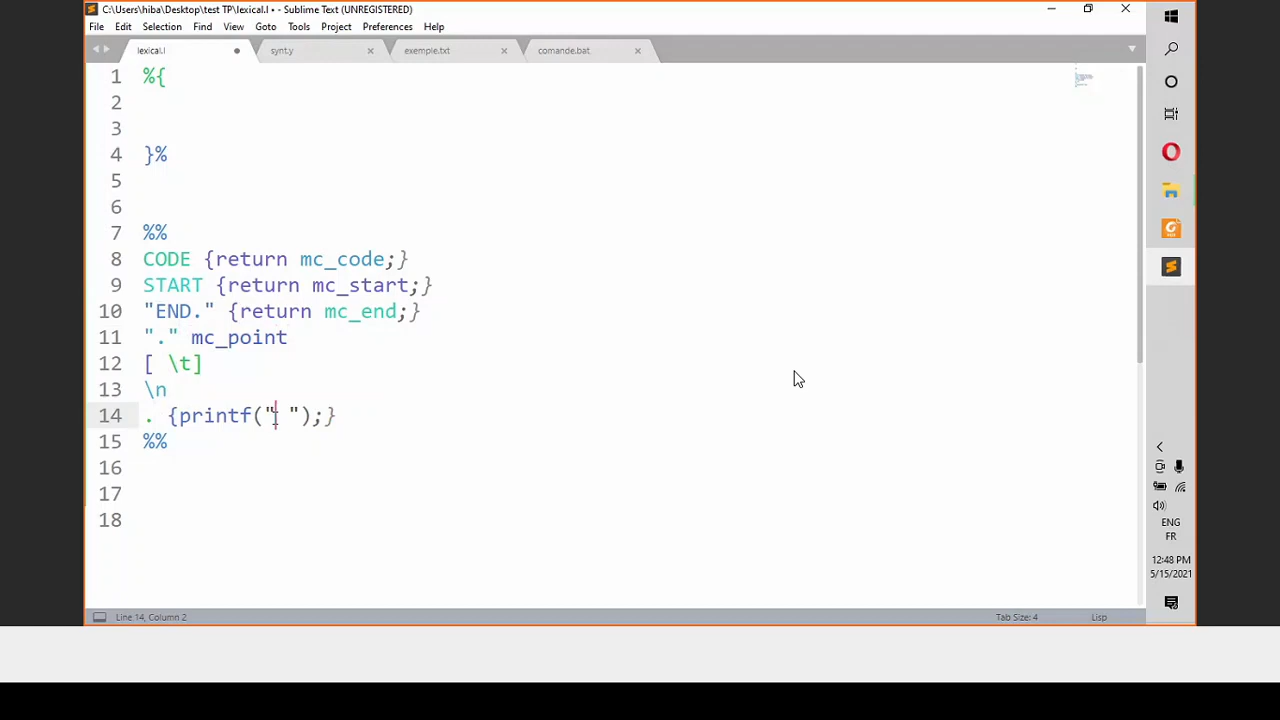 C:\Users\hiba\Desktop\test TP\lexical.l • - Sublime Text (UNREGISTERED)
File Edit Selection Find View Goto Tools Project Preferences Help
lexical.l synt.y exemple.txt comande.bat
1 %{
2
3
4 }%
5
6
7 %%
8 CODE {return mc_code;}
9 START {return mc_start;}
10 "END." {return mc_end;}
11 "." mc_point
12 [ \t]
13 \n
14 . {printf(" ");}
15 %%
16
17
18
ENG
FR
12:48 PM
5/15/2021
Line 14, Column 2 Tab Size: 4 Lisp